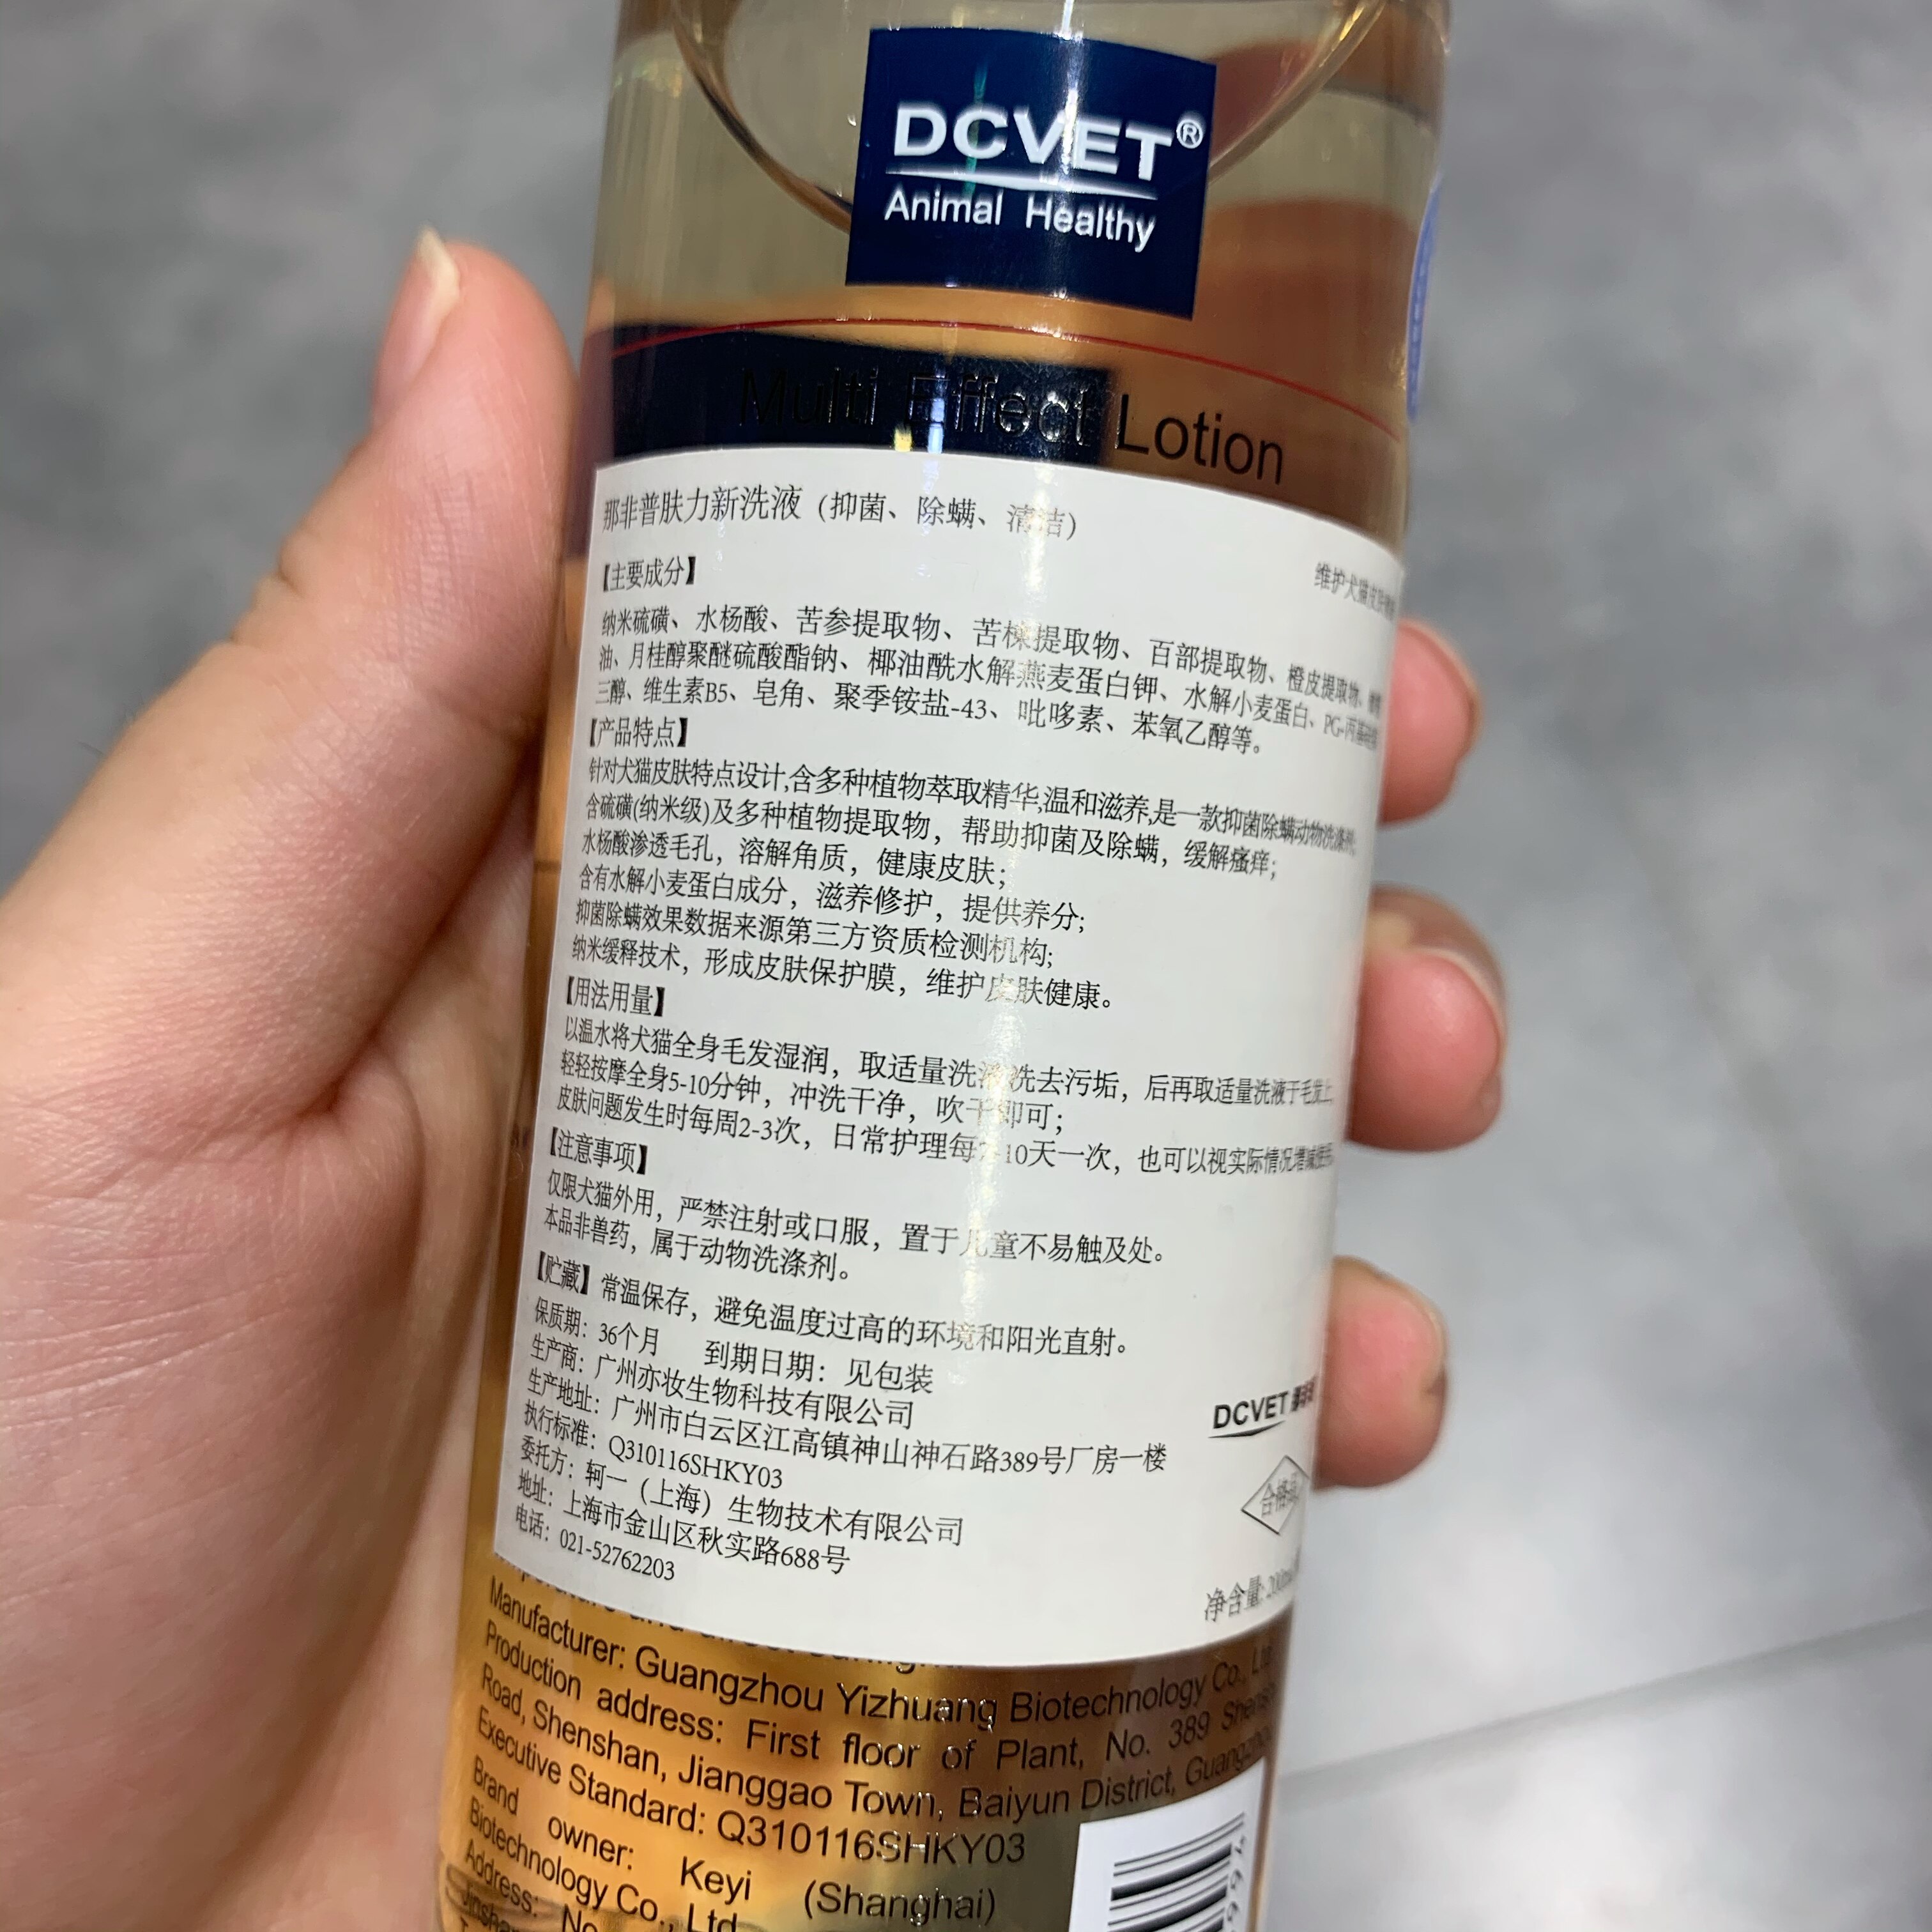 DCVET®
Animal Healthy
Multi Effect Lotion
那非普肤力新洗液（抑菌、除螨、清洁）
维护犬猫皮肤
【主要成分】
纳米硫磺、水杨酸、苦参提取物、苦楝提取物、百部提取物、橙皮提取物、
油、月桂醇聚醚硫酸酯钠、椰油酰水解燕麦蛋白钾、水解小麦蛋白、PG-丙基
三醇、维生素B5、皂角、聚季铵盐-43、吡哆素、苯氧乙醇等。
【产品特点】
针对犬猫皮肤特点设计,含多种植物萃取精华,温和滋养,是一款抑菌除螨动物洗涤剂;
含硫磺(纳米级)及多种植物提取物，帮助抑菌及除螨，缓解瘙痒;
水杨酸渗透毛孔，溶解角质，健康皮肤;
含有水解小麦蛋白成分，滋养修护，提供养分;
抑菌除螨效果数据来源第三方资质检测机构;
纳米缓释技术，形成皮肤保护膜，维护皮肤健康。
【用法用量】
以温水将犬猫全身毛发湿润，取适量洗液洗去污垢，后再取适量洗液于毛发上,
轻轻按摩全身5-10分钟，冲洗干净，吹干即可;
皮肤问题发生时每周2-3次，日常护理每7-10天一次，也可以视实际情况增减
【注意事项】
仅限犬猫外用，严禁注射或口服，置于儿童不易触及处。
本品非兽药，属于动物洗涤剂。
【贮藏】常温保存，避免温度过高的环境和阳光直射。
保质期：36个月 到期日期：见包装
生产商：广州亦妆生物科技有限公司
生产地址：广州市白云区江高镇神山神石路389号厂房一楼
执行标准：Q310116SHKY03
委托方：轲一（上海）生物技术有限公司
地址：上海市金山区秋实路688号
电话：021-52762203
DCVET
合格品
净含量: 200ml
Manufacturer: Guangzhou Yizhuang Biotechnology Co., Ltd
Production address: First floor of Plant, No. 389 Shenshi
Road, Shenshan, Jianggao Town, Baiyun District, Guangzhou
Executive Standard: Q310116SHKY03
Brand owner: Keyi (Shanghai)
Biotechnology Co., Ltd
Address: No